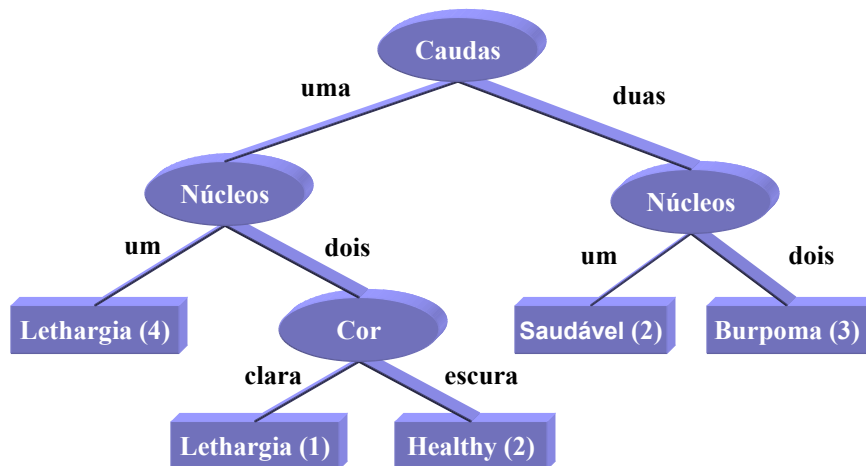 Caudas
uma
duas
Núcleos
Núcleos
um
dois
um
dois
Lethargia (4)
Cor
Saudável (2)
Burpoma (3)
clara
escura
Lethargia (1)
Healthy (2)